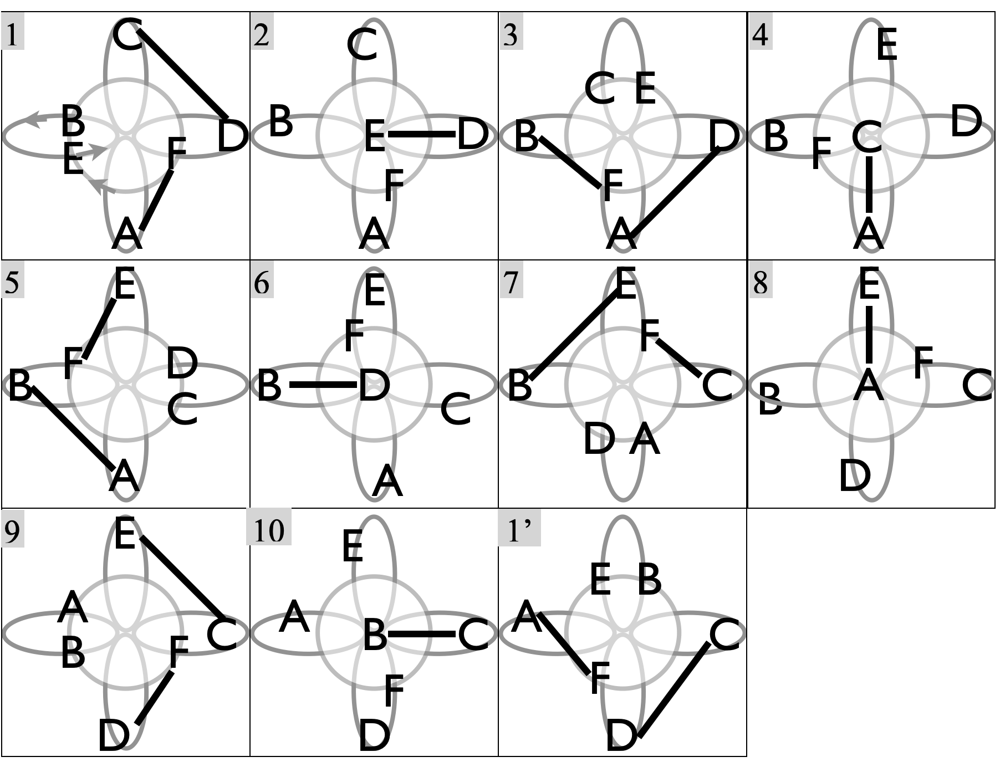 1 C B E F D A
2 C B E D F A
3 C E B D F A
4 E D B C F A
5 E F D B C A
6 E F B D C A
7 E F B C D A
8 E F A C B D
9 E A C B F D
10 E A B C F D
1’ E B A C F D